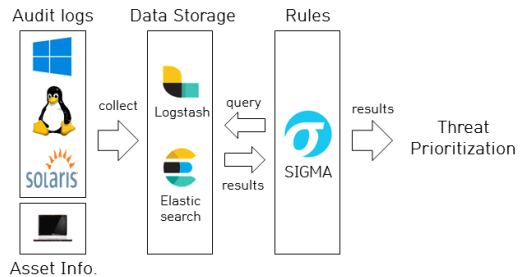 Audit logs
Data Storage
Rules
collect
Logstash
query
results
Threat
Prioritization
SOLARIS
Elastic
search
results
SIGMA
Asset Info.